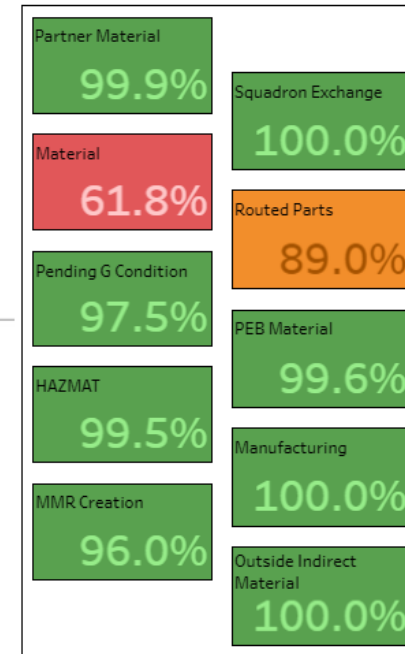 Partner Material
99.9%
Material
61.8%
Pending G Condition
97.5%
HAZMAT
99.5%
MMR Creation
96.0%
Squadron Exchange
100.0%
Routed Parts
89.0%
PEB Material
99.6%
Manufacturing
100.0%
Outside Indirect
Material
100.0%